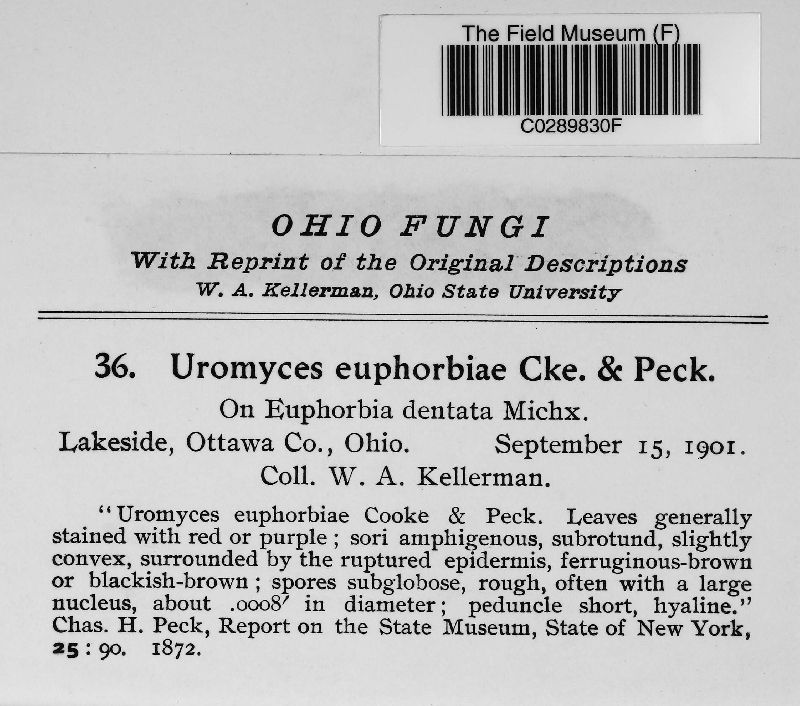 The Field Museum (F)
C0289830F
OHIO FUNGI
With Reprint of the Original Descriptions
W. A. Kellerman, Ohio State University
36. Uromyces euphorbiae Cke. & Peck.
On Euphorbia dentata Michx.
Lakeside, Ottawa Co., Ohio. September 15, 1901.
Coll. W. A. Kellerman.
“Uromyces euphorbiae Cooke & Peck. Leaves generally
stained with red or purple; sori amphigenous, subrotund, slightly
convex, surrounded by the ruptured epidermis, ferruginous-brown
or blackish-brown; spores subglobose, rough, often with a large
nucleus, about .0008′ in diameter; peduncle short, hyaline.”
Chas. H. Peck, Report on the State Museum, State of New York,
25 : 90. 1872.